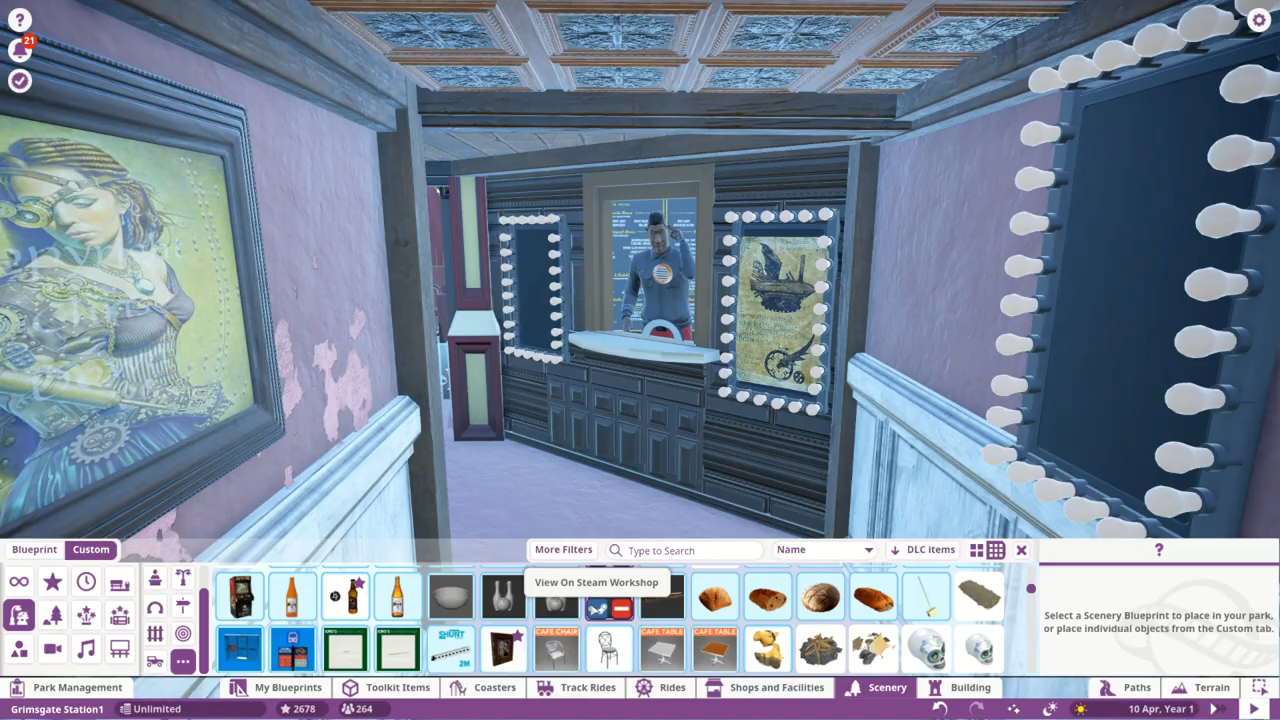 21
Blueprint
Custom
More Filters
Type to Search
Name
DLC items
View On Steam Workshop
SHUNT
2M
CAFE CHAIR
CAFE TABLE
CAFE TABLE
Select a Scenery Blueprint to place in your park,
or place individual objects from the Custom tab.
Park Management
My Blueprints
Toolkit Items
Coasters
Track Rides
Rides
Shops and Facilities
Scenery
Building
Paths
Terrain
Grimsgate Station1
Unlimited
2678
264
10 Apr, Year 1